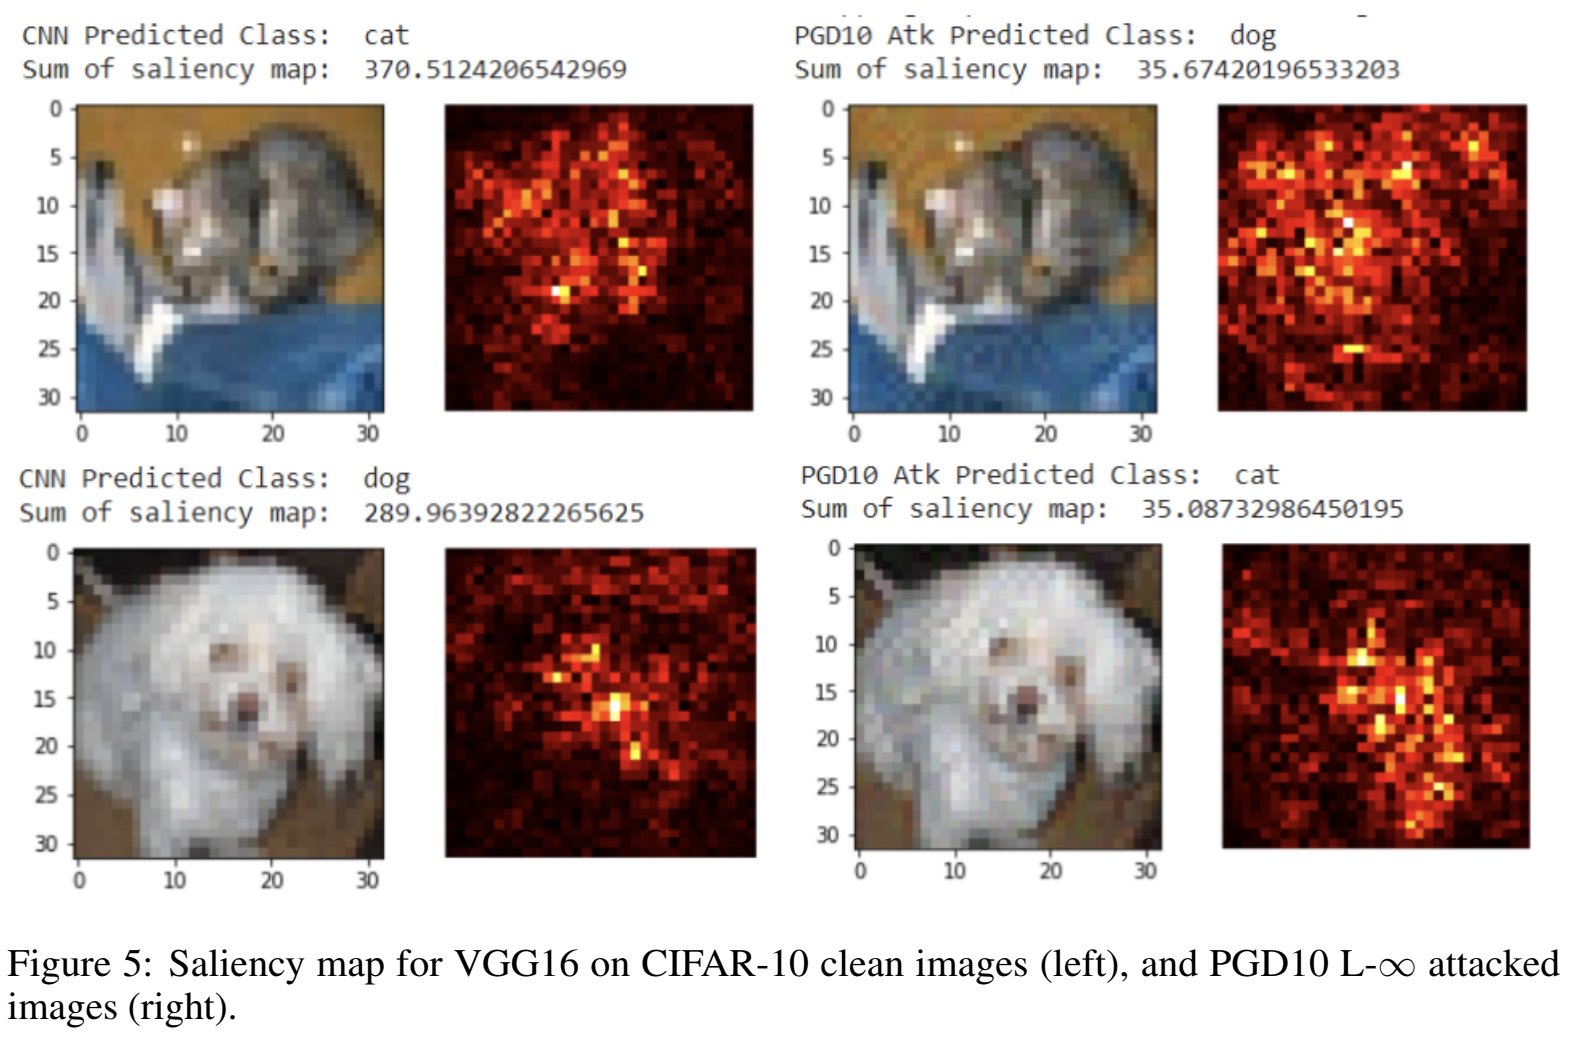 CNN Predicted Class: cat
Sum of saliency map: 370.5124206542969
PGD10 Atk Predicted Class: dog
Sum of saliency map: 35.67420196533203
0
5
10
15
20
25
30
0 10 20 30
0
5
10
15
20
25
30
0 10 20 30
CNN Predicted Class: dog
Sum of saliency map: 289.96392822265625
PGD10 Atk Predicted Class: cat
Sum of saliency map: 35.08732986450195
0
5
10
15
20
25
30
0 10 20 30
0
5
10
15
20
25
30
0 10 20 30
Figure 5: Saliency map for VGG16 on CIFAR-10 clean images (left), and PGD10 L-∞ attacked
images (right).